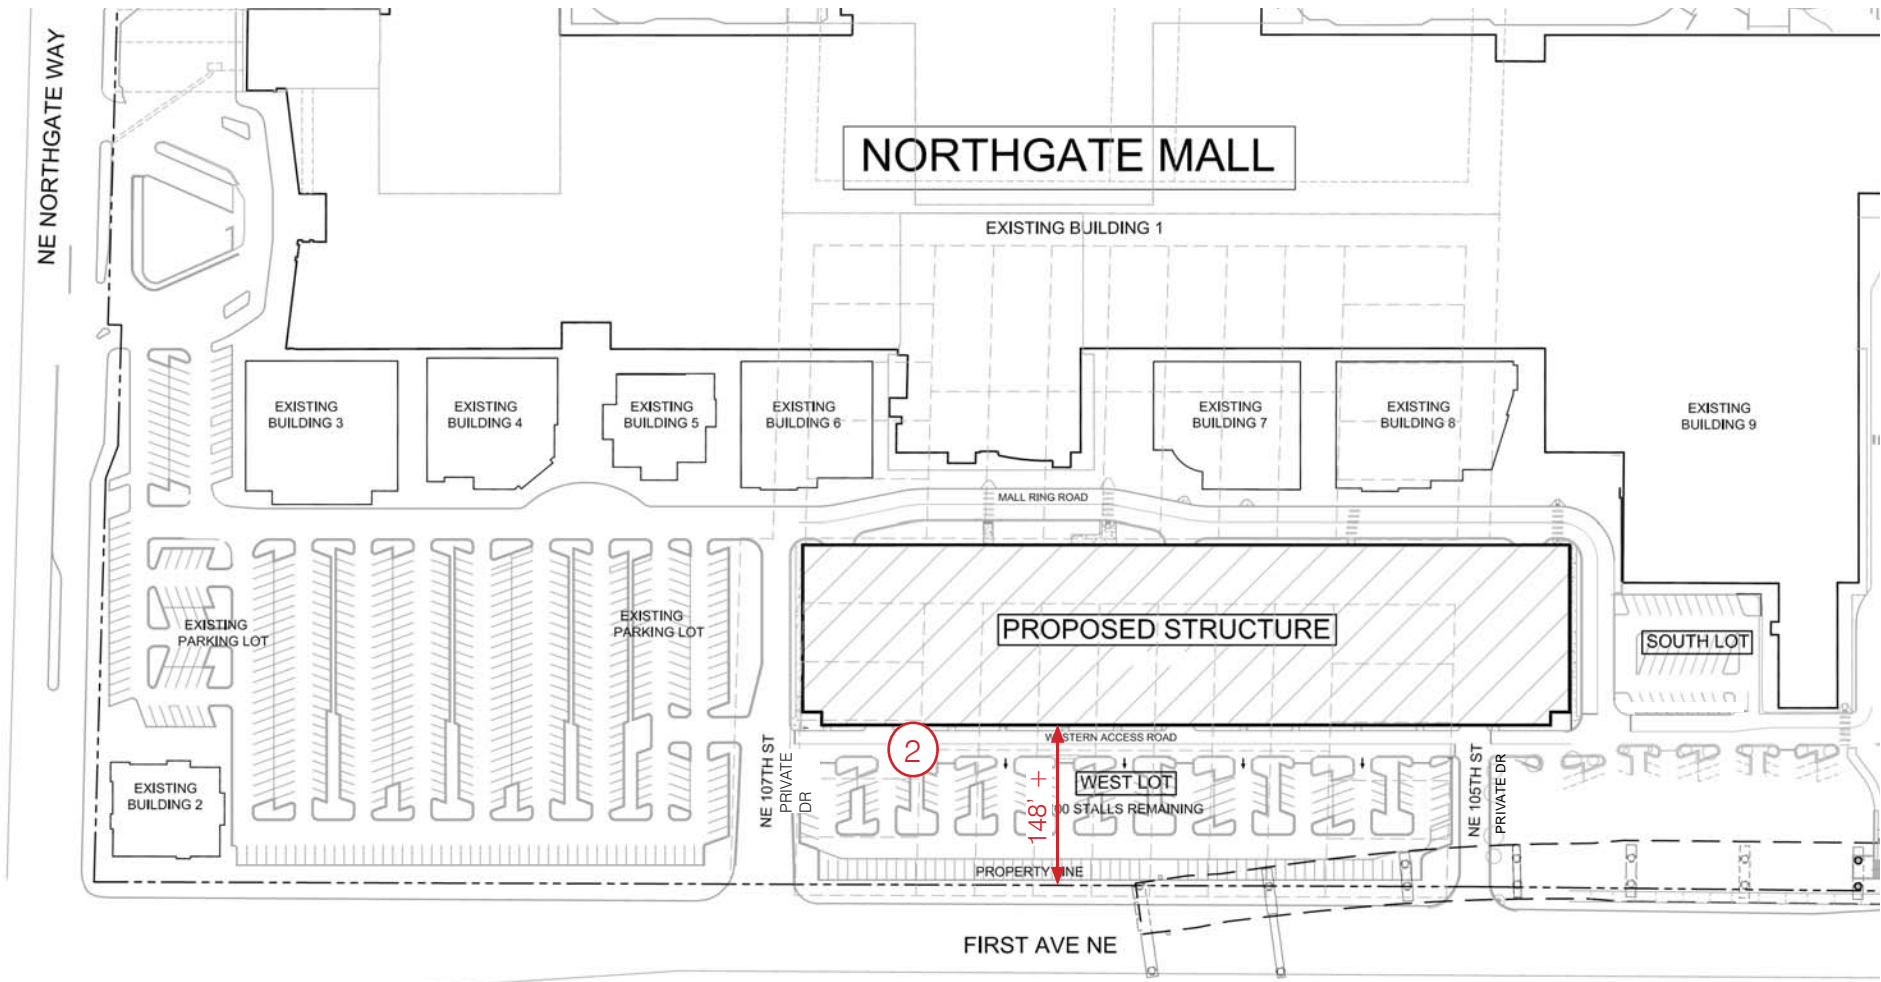 NE NORTHGATE WAY
NORTHGATE MALL
EXISTING BUILDING 1
EXISTING
BUILDING 3
EXISTING
BUILDING 4
EXISTING
BUILDING 5
EXISTING
BUILDING 6
EXISTING
BUILDING 7
EXISTING
BUILDING 8
EXISTING
BUILDING 9
MALL RING ROAD
EXISTING
PARKING LOT
EXISTING
PARKING LOT
PROPOSED STRUCTURE
SOUTH LOT
2
WESTERN ACCESS ROAD
EXISTING
BUILDING 2
NE 107TH ST
PRIVATE
DR
148' +
WEST LOT
00 STALLS REMAINING
NE 105TH ST
PRIVATE DR
PROPERTY LINE
FIRST AVE NE